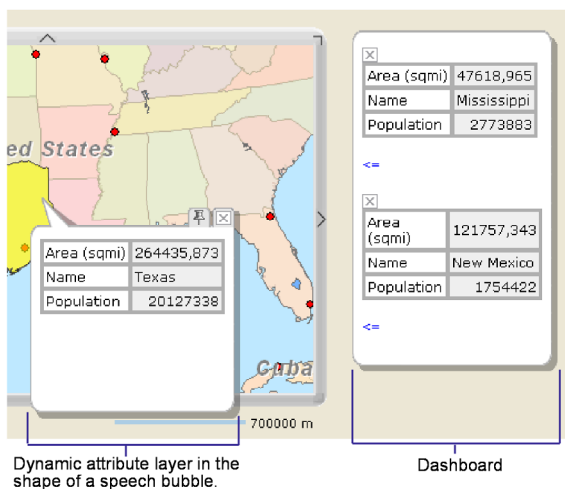 ed States
Area (sqmi) 264435,873
Name Texas
Population 20127338
Cuba
700000 m
Area (sqmi) 47618,965
Name Mississippi
Population 2773883
<=
Area
(sqmi) 121757,343
Name New Mexico
Population 1754422
<=
Dynamic attribute layer in the
shape of a speech bubble.
Dashboard